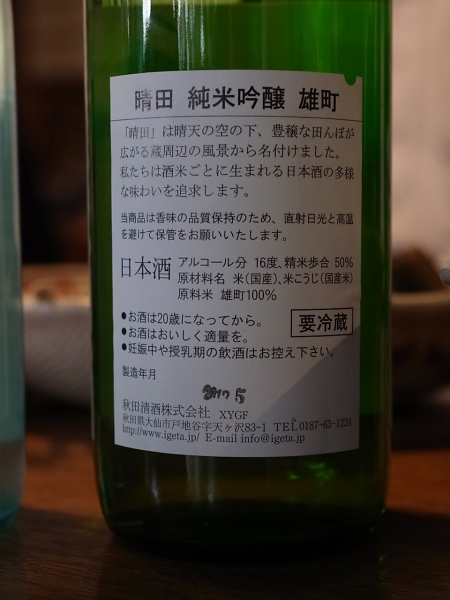 晴田 純米吟醸 雄町
「晴田」は晴天の空の下、豊穣な田んぼが
広がる蔵周辺の風景から名付けました。
私たちは酒米ごとに生まれる日本酒の多様
な味わいを追求します。
当商品は香味の品質保持のため、直射日光と高温
を避けて保管をお願いいたします。
日本酒 アルコール分 16度、精米歩合 50%
原材料名 米(国産)、米こうじ(国産米)
原料米 雄町100%
●お酒は20歳になってから。
●お酒はおいしく適量を。
●妊娠中や授乳期の飲酒はお控え下さい。
要冷蔵
製造年月
秋田清酒株式会社 XYGF
秋田県大仙市戸地谷字天ヶ沢83-1 TEL0187-63-1224
http://www.igeta.jp/ E-mail info@igeta.jp